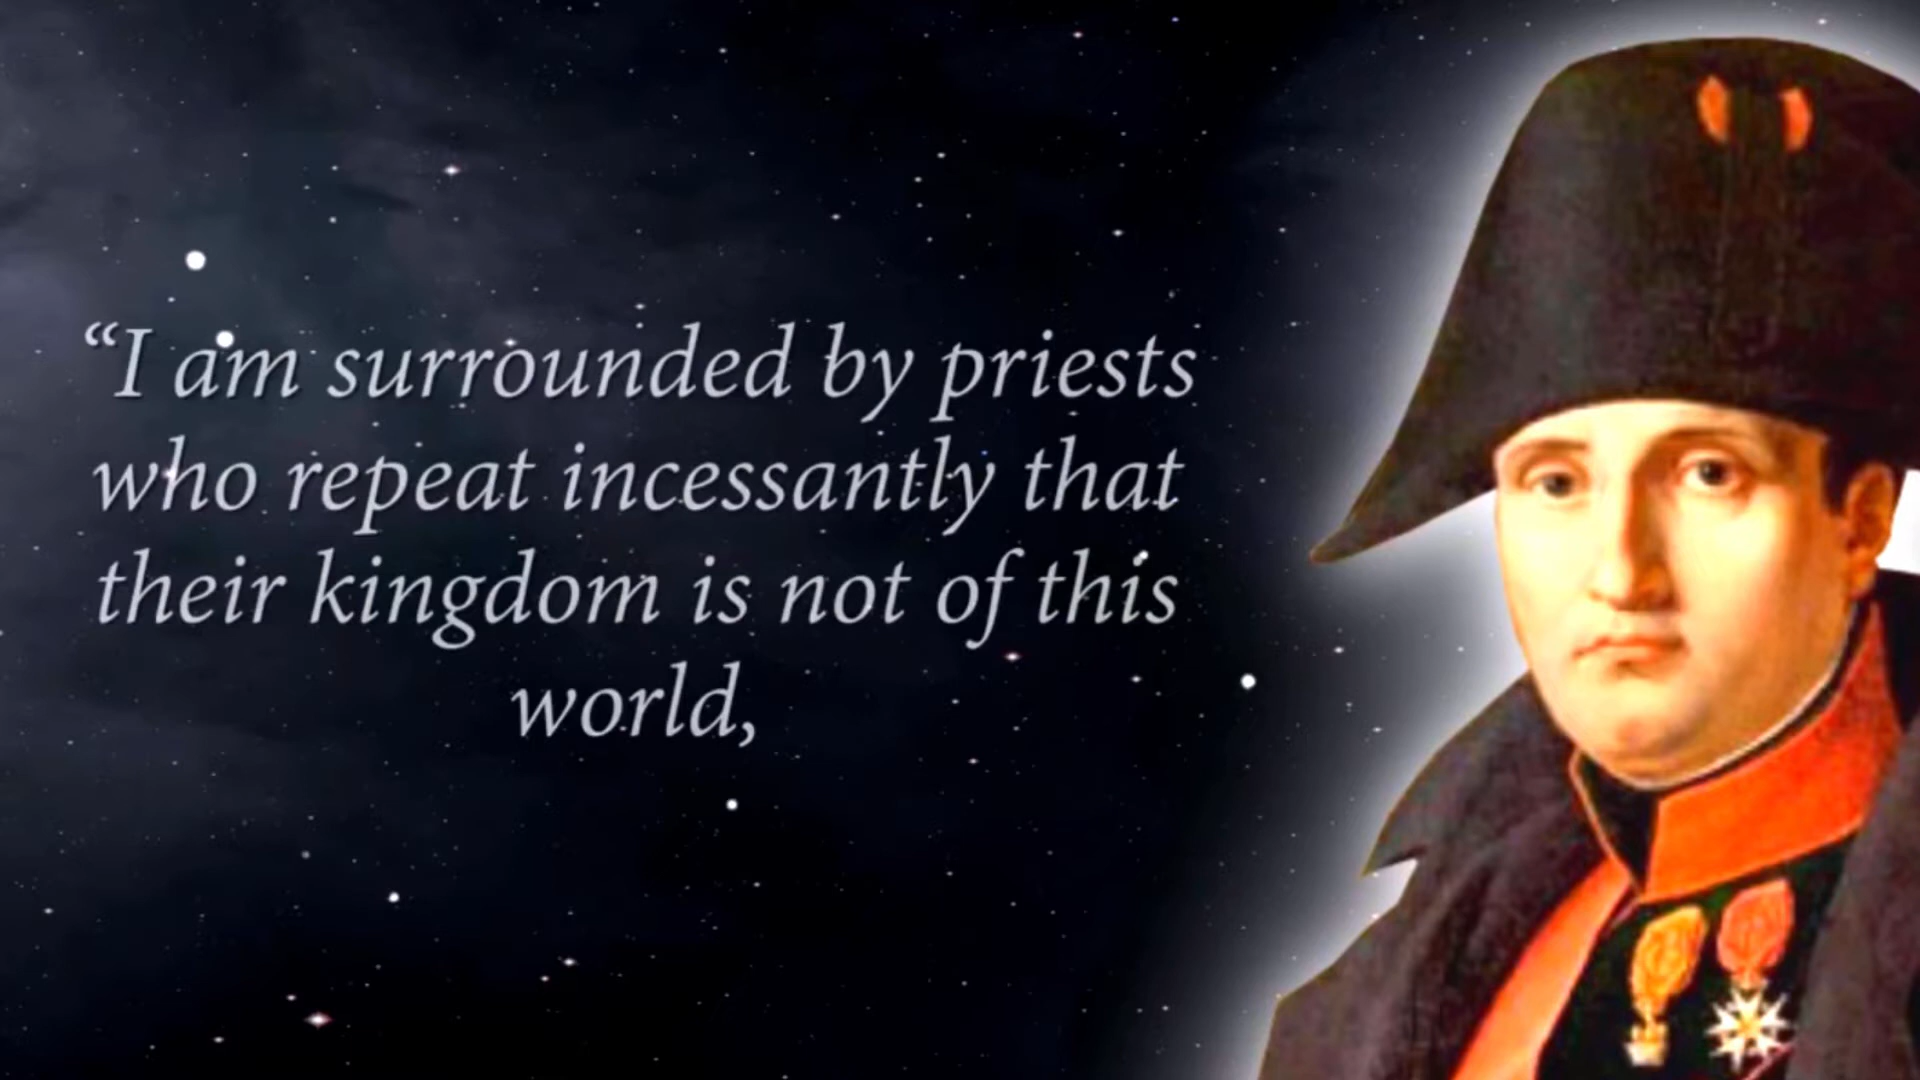 “I am surrounded by priests
who repeat incessantly that
their kingdom is not of this
world,